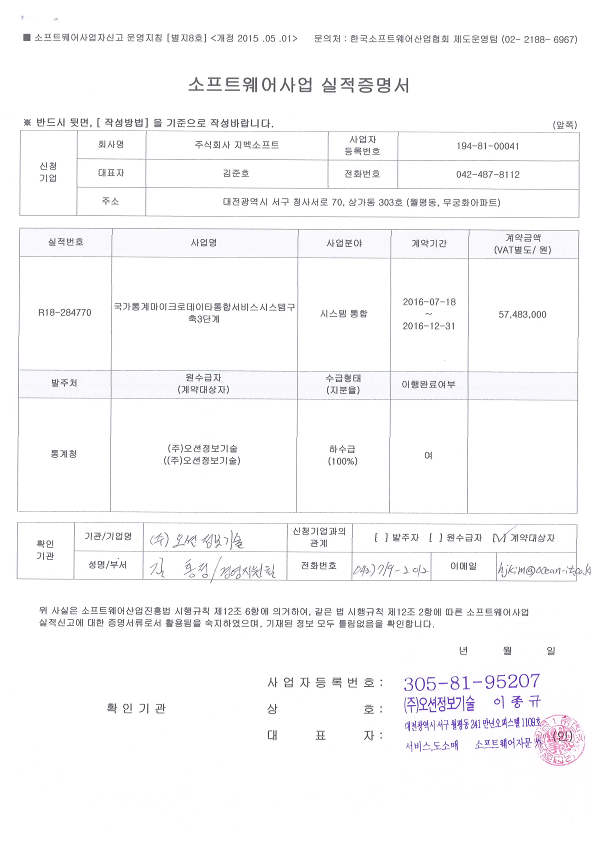 ■ 소프트웨어사업자신고 운영지침 [별지8호] <개정 2015 .05 .01> 문의처 : 한국소프트웨어산업협회 제도운영팀 (02- 2188- 6967)
소프트웨어사업 실적증명서
※ 반드시 뒷면, [ 작성방법] 을 기준으로 작성바랍니다. (앞쪽)
신청 기업
회사명 주식회사 지백소프트 사업자 등록번호 194-81-00041
대표자 김준호 전화번호 042-487-8112
주소 대전광역시 서구 청사서로 70, 상가동 303호 (월평동, 무궁화아파트)
실적번호 사업명 사업분야 계약기간 계약금액 (VAT별도/ 원)
R18-284770 국가통계마이크로데이타통합서비스시스템구축3단계 시스템 통합 2016-07-18 ~ 2016-12-31 57,483,000
발주처 원수급자 (계약대상자) 수급형태 (지분율) 이행완료여부
통계청 (주)오션정보기술 ((주)오션정보기술) 하수급 (100%) 여
확인 기관
기관/기업명 (주) 오션정보기술 신청기업과의 관계 [ ] 발주자 [ ] 원수급자 [√] 계약대상자
성명/부서 김 /경영지원팀 전화번호 042)719-2012 이메일 hjkim@ocean-it.co.kr
위 사실은 소프트웨어산업진흥법 시행규칙 제12조 6항에 의거하여, 같은 법 시행규칙 제12조 2항에 따른 소프트웨어사업
실적신고에 대한 증명서류로서 활용됨을 숙지하였으며, 기재된 정보 모두 틀림없음을 확인합니다.
년 월 일
사 업 자 등 록 번 호 : 305-81-95207
확 인 기 관 상 호 : (주)오션정보기술 이 종 규
대전광역시 서구 월평동 241 만년오피스텔 1109호
대 표 자 : 서비스,도소매 소프트웨어자문 (인)